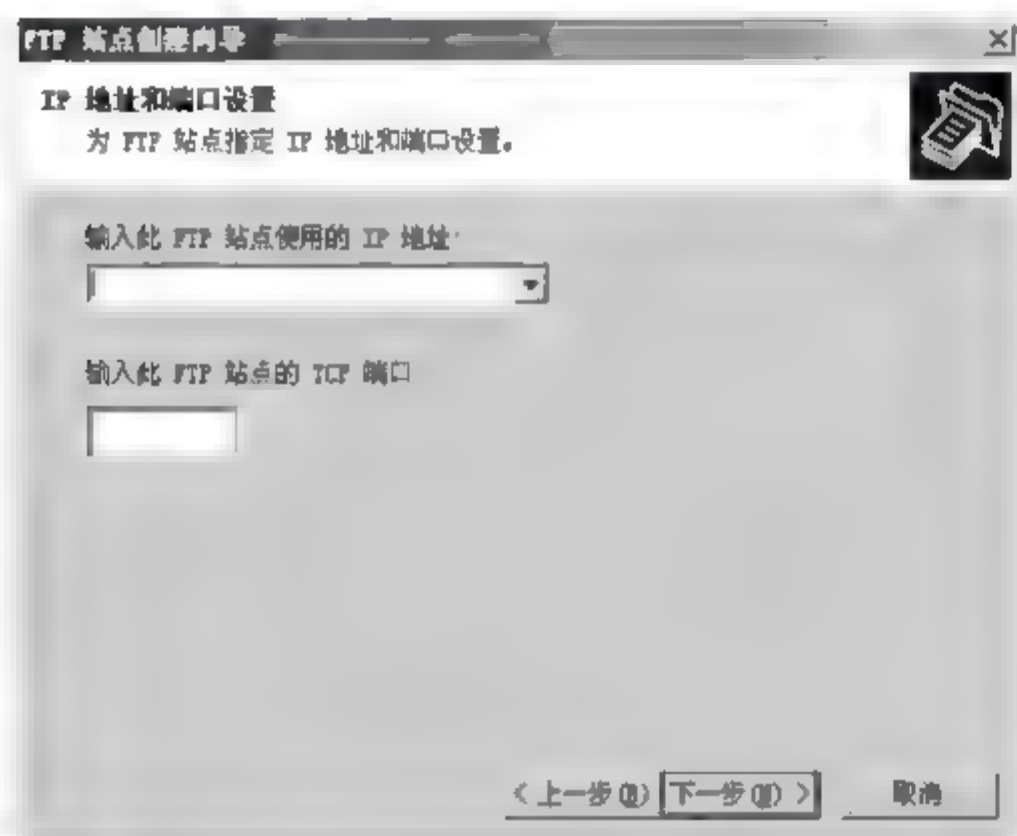 FTP 站点创建向导
IP 地址和端口设置
为 FTP 站点指定 IP 地址和端口设置。
输入此 FTP 站点使用的 IP 地址:
输入此 FTP 站点的 TCP 端口
< 上一步(B) 下一步(N) > 取消